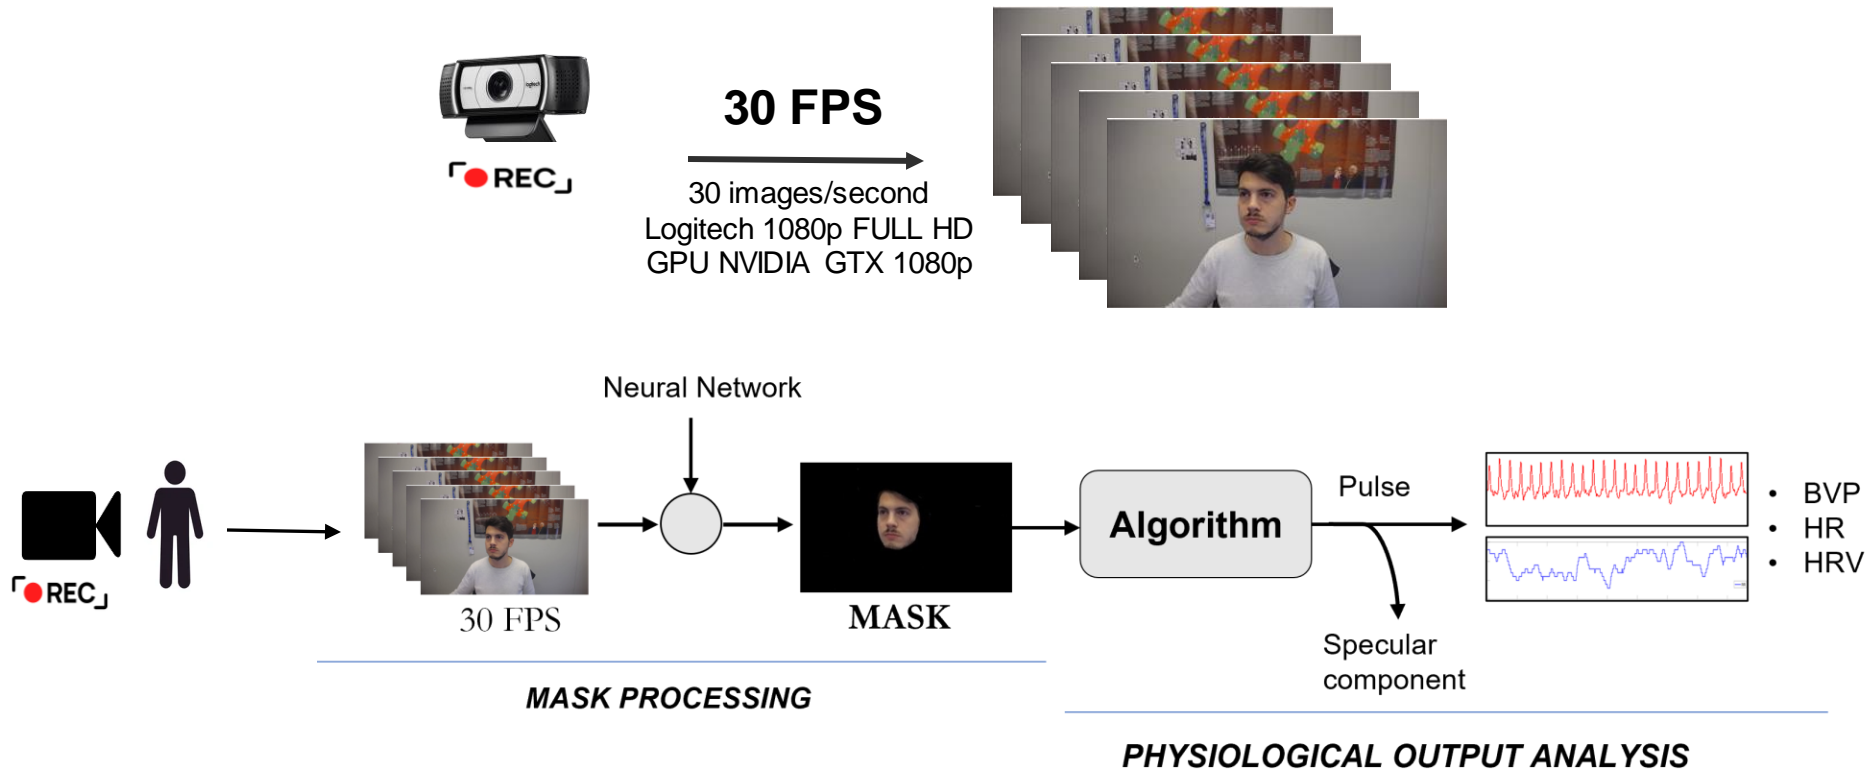 30 FPS
REC
30 images/second
Logitech 1080p FULL HD
GPU NVIDIA GTX 1080p
Neural Network
Pulse
Algorithm
BVP
HR
HRV
REC
30 FPS
MASK
Specular
component
MASK PROCESSING
PHYSIOLOGICAL OUTPUT ANALYSIS